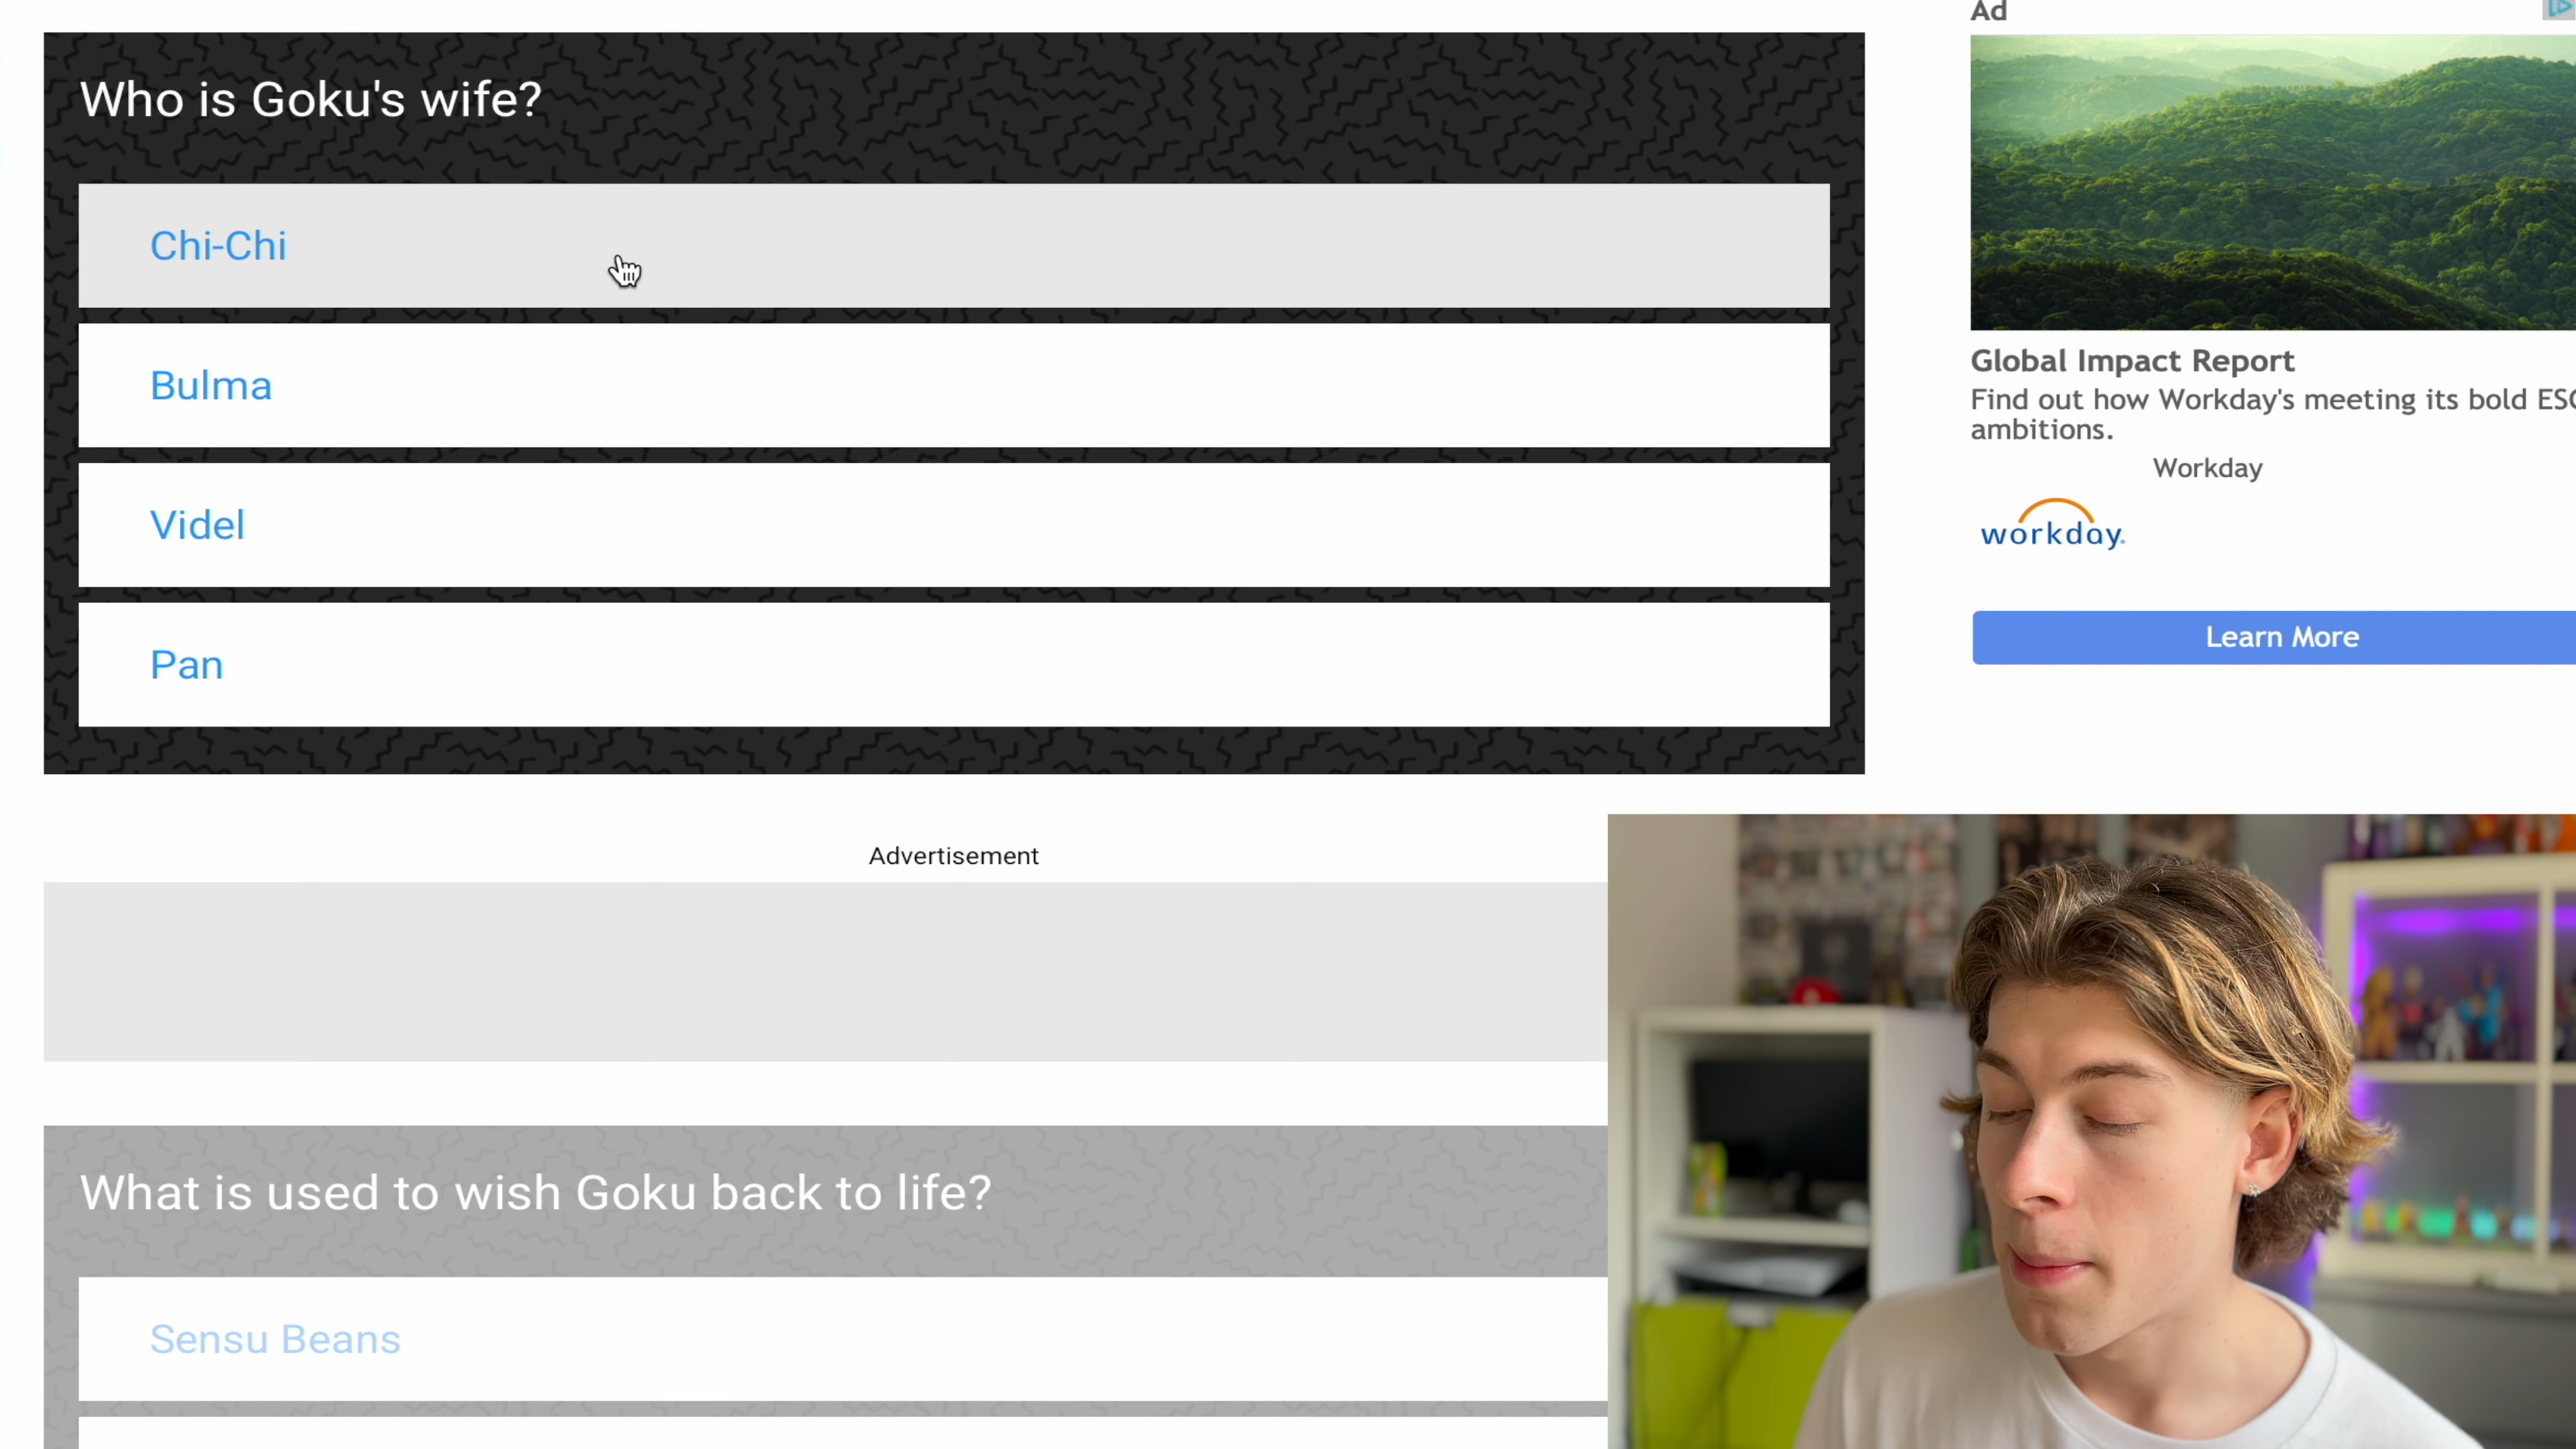 Ad
Who is Goku's wife?
Chi-Chi
Bulma
Videl
Pan
Global Impact Report
Find out how Workday's meeting its bold
ambitions.
Workday
workday.
Learn More
Advertisement
What is used to wish Goku back to life?
Sensu Beans